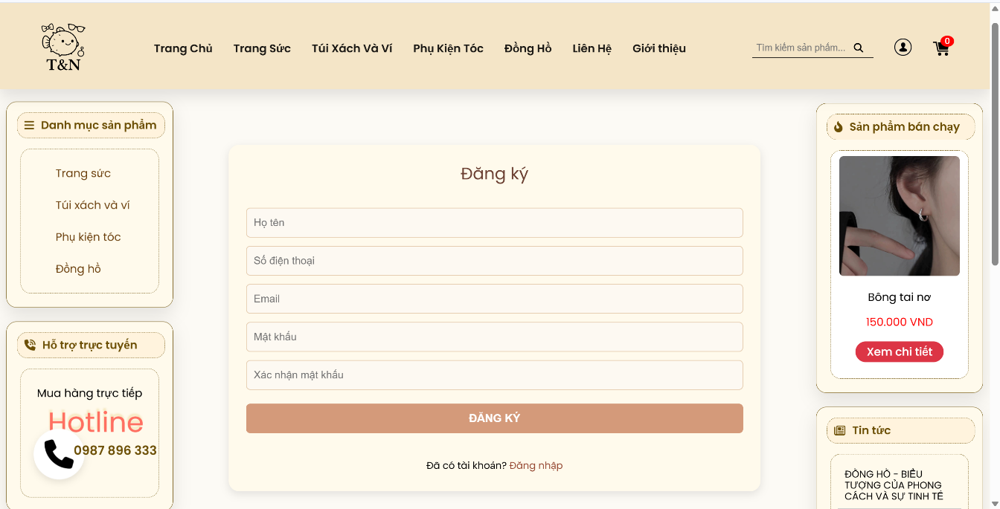 T&N
Trang Chủ
Trang Sức
Túi Xách Và Ví
Phụ Kiện Tóc
Đồng Hồ
Liên Hệ
Giới thiệu
Tìm kiếm sản phẩm...
0
Danh mục sản phẩm
Trang sức
Túi xách và ví
Phụ kiện tóc
Đồng hồ
Hỗ trợ trực tuyến
Mua hàng trực tiếp
Hotline
0987 896 333
Đăng ký
Họ tên
Số điện thoại
Email
Mật khẩu
Xác nhận mật khẩu
ĐĂNG KÝ
Đã có tài khoản? Đăng nhập
Sản phẩm bán chạy
Bông tai nơ
150.000 VND
Xem chi tiết
Tin tức
ĐỒNG HỒ - BIỂU
TƯỢNG CỦA PHONG
CÁCH VÀ SỰ TINH TẾ